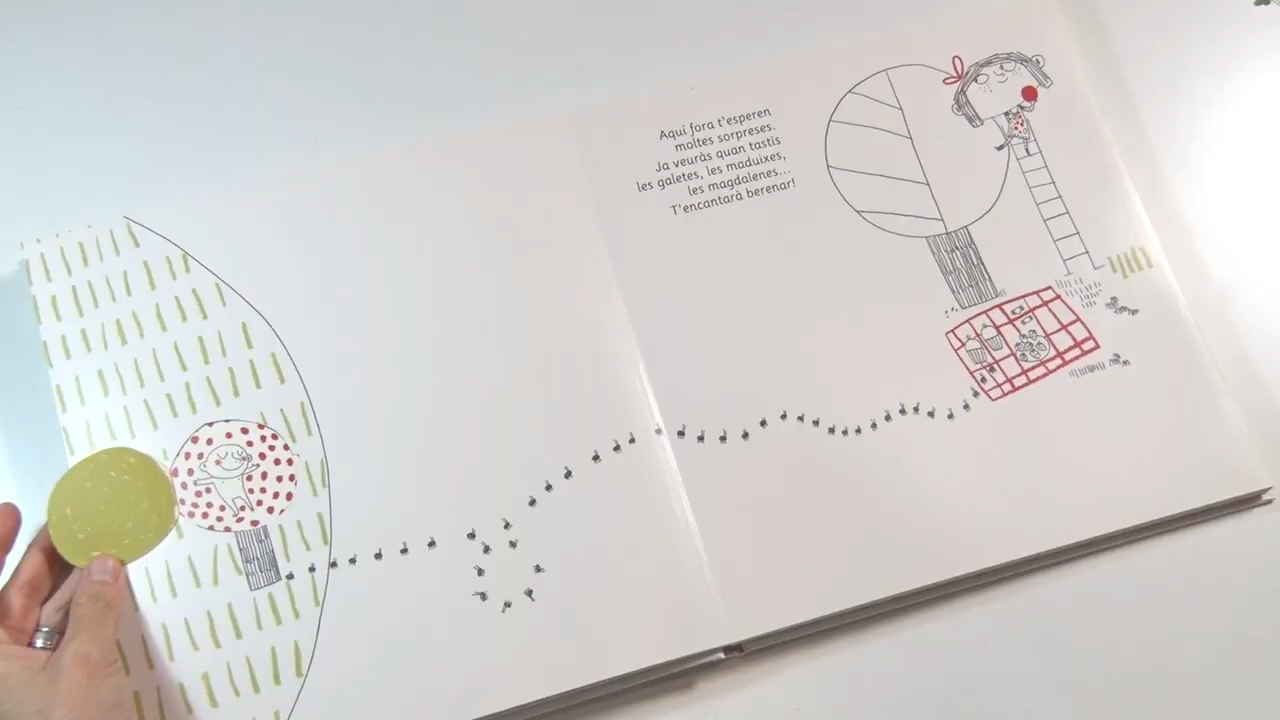 Aquí fora t'esperen
moltes sorpreses.
Ja veuràs quan tastis
les galetes, les maduixes,
les magdalenes...
T'encantarà berenar!